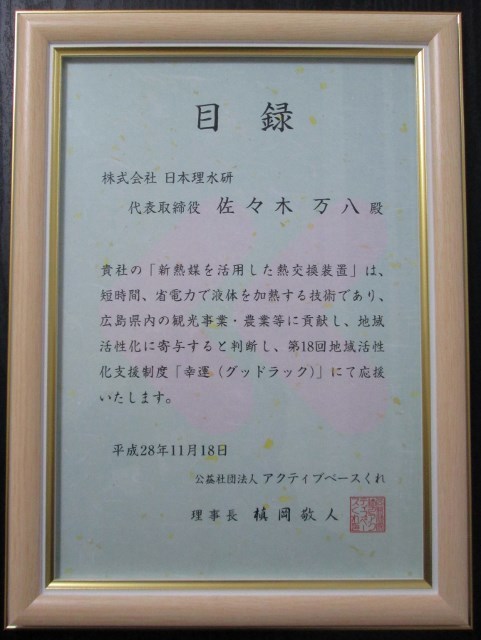 目録
株式会社 日本理水研
代表取締役 佐々木 万八 殿
貴社の「新熱媒を活用した熱交換装置」は、
短時間、省電力で液体を加熱する技術であり、
広島県内の観光事業・農業等に貢献し、地域
活性化に寄与すると判断し、第18回地域活性
化支援制度「幸運（グッドラック）」にて応援
いたします。
平成28年11月18日
公益社団法人 アクティブベースくれ
理事長 槙岡敬人